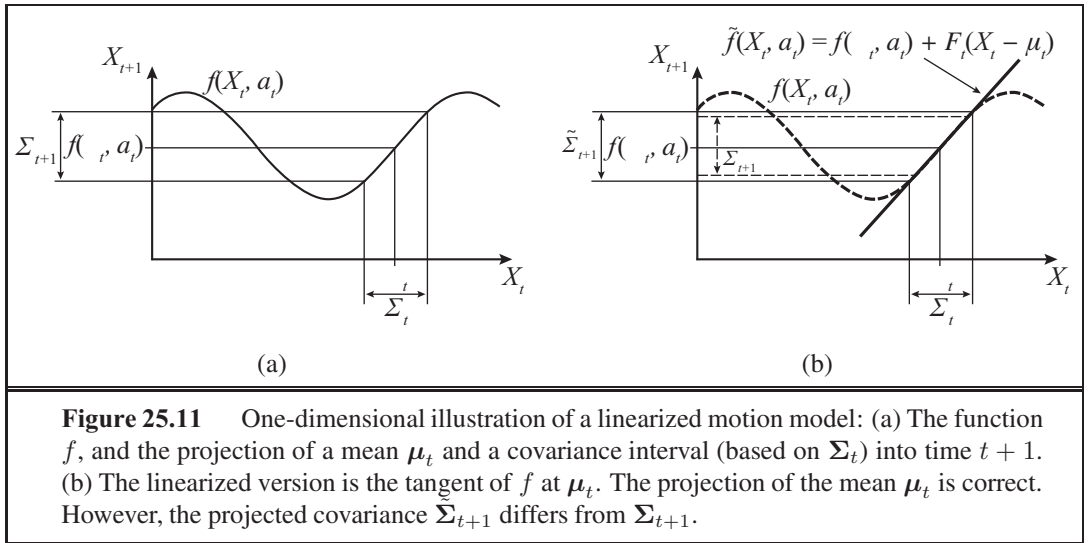 X_{t+1}
f(X_t, a_t)
Σ_{t+1} f( _t, a_t)
X_t
t
Σ_t
(a)
f̃(X_t, a_t) = f( _t, a_t) + F_t(X_t − μ_t)
X_{t+1}
f(X_t, a_t)
Σ̃_{t+1} f( _t, a_t)
Σ_{t+1}
X_t
t
Σ_t
(b)
Figure 25.11 One-dimensional illustration of a linearized motion model: (a) The function
f, and the projection of a mean μ_t and a covariance interval (based on Σ_t) into time t + 1.
(b) The linearized version is the tangent of f at μ_t. The projection of the mean μ_t is correct.
However, the projected covariance Σ̃_{t+1} differs from Σ_{t+1}.